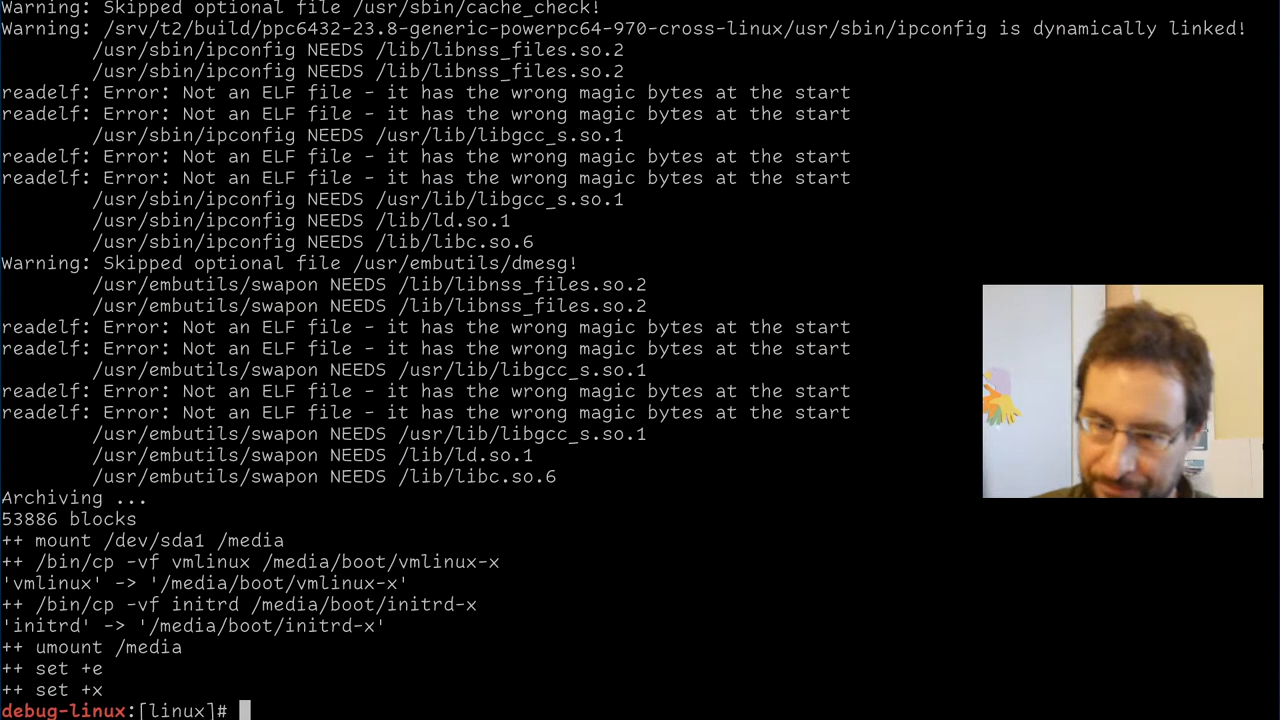 Warning: Skipped optional file /usr/sbin/cache_check!
Warning: /srv/t2/build/ppc6432-23.8-generic-powerpc64-970-cross-linux/usr/sbin/ipconfig is dynamically linked!
/usr/sbin/ipconfig NEEDS /lib/libnss_files.so.2
/usr/sbin/ipconfig NEEDS /lib/libnss_files.so.2
readelf: Error: Not an ELF file - it has the wrong magic bytes at the start
readelf: Error: Not an ELF file - it has the wrong magic bytes at the start
/usr/sbin/ipconfig NEEDS /usr/lib/libgcc_s.so.1
readelf: Error: Not an ELF file - it has the wrong magic bytes at the start
readelf: Error: Not an ELF file - it has the wrong magic bytes at the start
/usr/sbin/ipconfig NEEDS /usr/lib/libgcc_s.so.1
/usr/sbin/ipconfig NEEDS /lib/ld.so.1
/usr/sbin/ipconfig NEEDS /lib/libc.so.6
Warning: Skipped optional file /usr/embutils/dmesg!
/usr/embutils/swapon NEEDS /lib/libnss_files.so.2
/usr/embutils/swapon NEEDS /lib/libnss_files.so.2
readelf: Error: Not an ELF file - it has the wrong magic bytes at the start
readelf: Error: Not an ELF file - it has the wrong magic bytes at the start
/usr/embutils/swapon NEEDS /usr/lib/libgcc_s.so.1
readelf: Error: Not an ELF file - it has the wrong magic bytes at the start
readelf: Error: Not an ELF file - it has the wrong magic bytes at the start
/usr/embutils/swapon NEEDS /usr/lib/libgcc_s.so.1
/usr/embutils/swapon NEEDS /lib/ld.so.1
/usr/embutils/swapon NEEDS /lib/libc.so.6
Archiving ...
53886 blocks
++ mount /dev/sda1 /media
++ /bin/cp -vf vmlinux /media/boot/vmlinux-x
'vmlinux' -> '/media/boot/vmlinux-x'
++ /bin/cp -vf initrd /media/boot/initrd-x
'initrd' -> '/media/boot/initrd-x'
++ umount /media
++ set +e
++ set +x
debug-linux:[linux]#